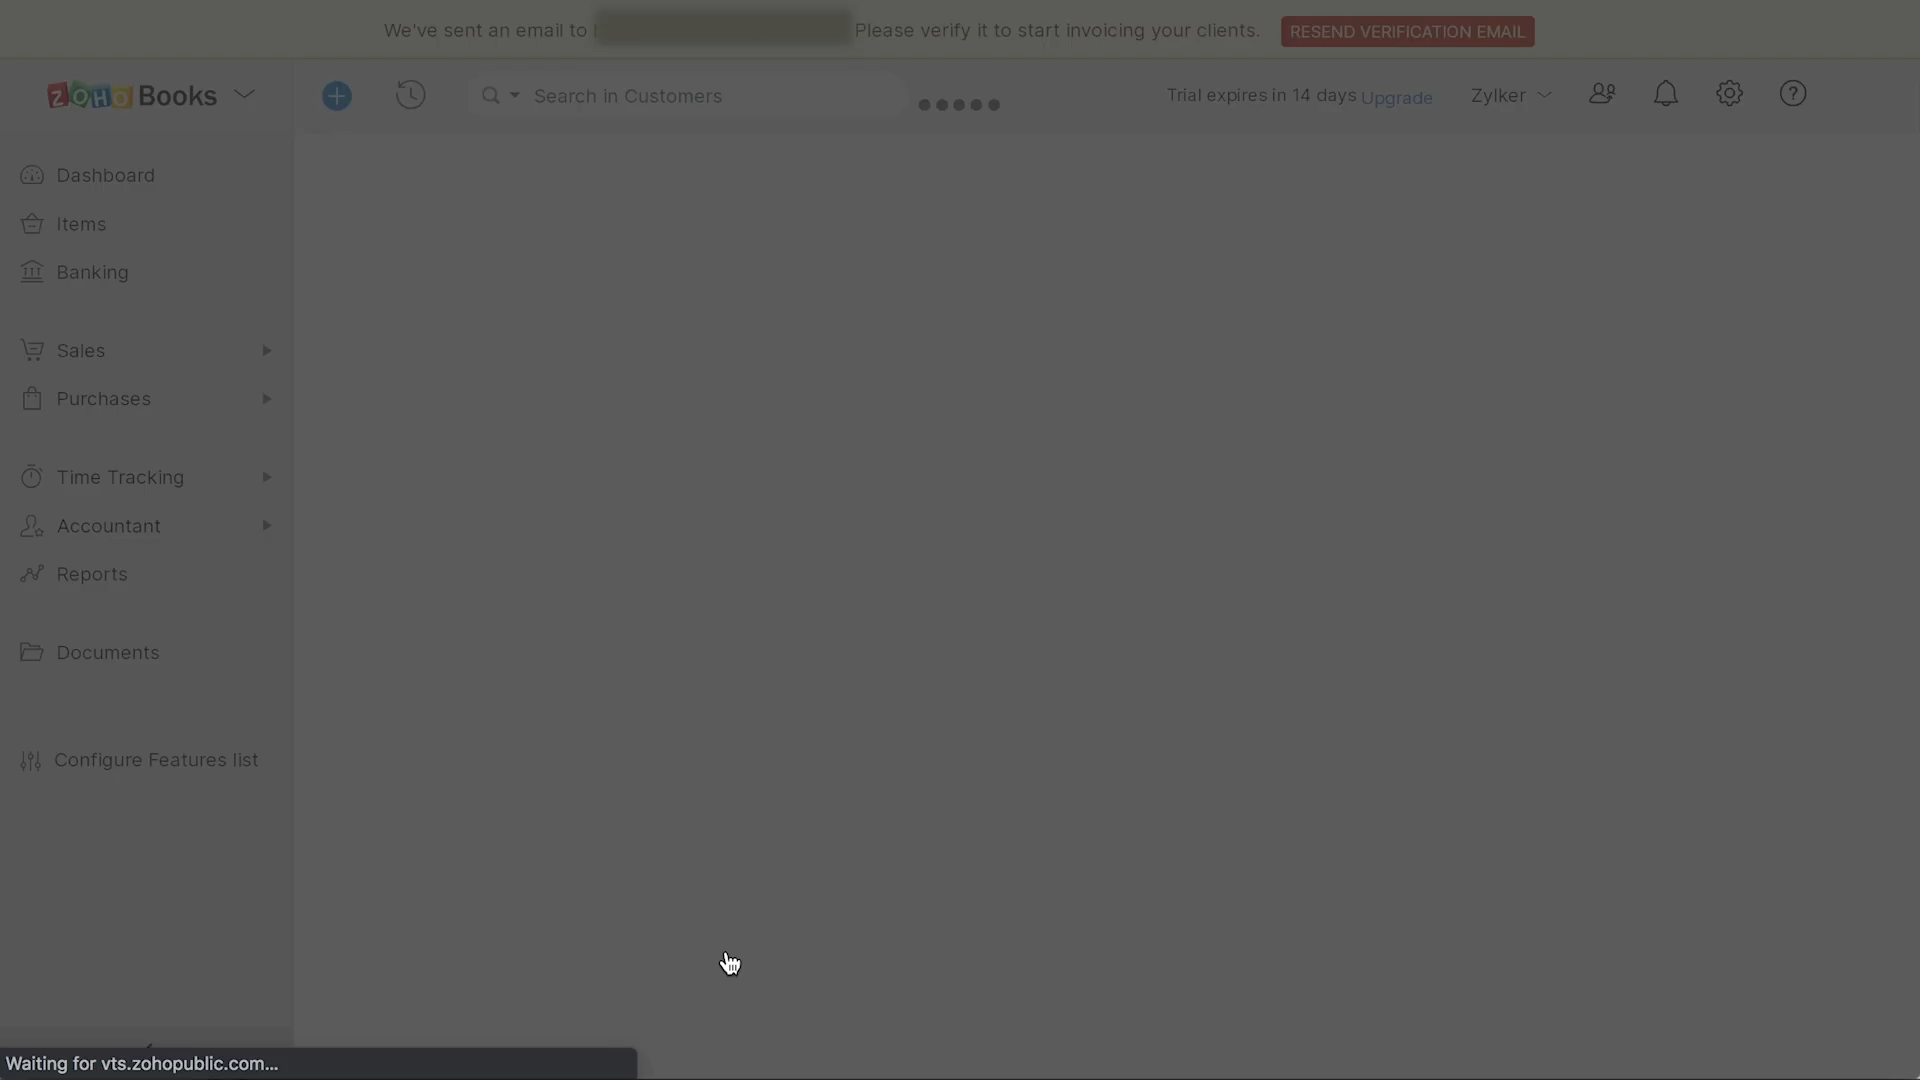 We've sent an email to
Please verify it to start invoicing your clients.
RESEND VERIFICATION EMAIL
ZOHO Books
Search in Customers
Trial expires in 14 days Upgrade
Zylker
Dashboard
Items
Banking
Sales
Purchases
Time Tracking
Accountant
Reports
Documents
Configure Features list
Waiting for vts.zohopublic.com...